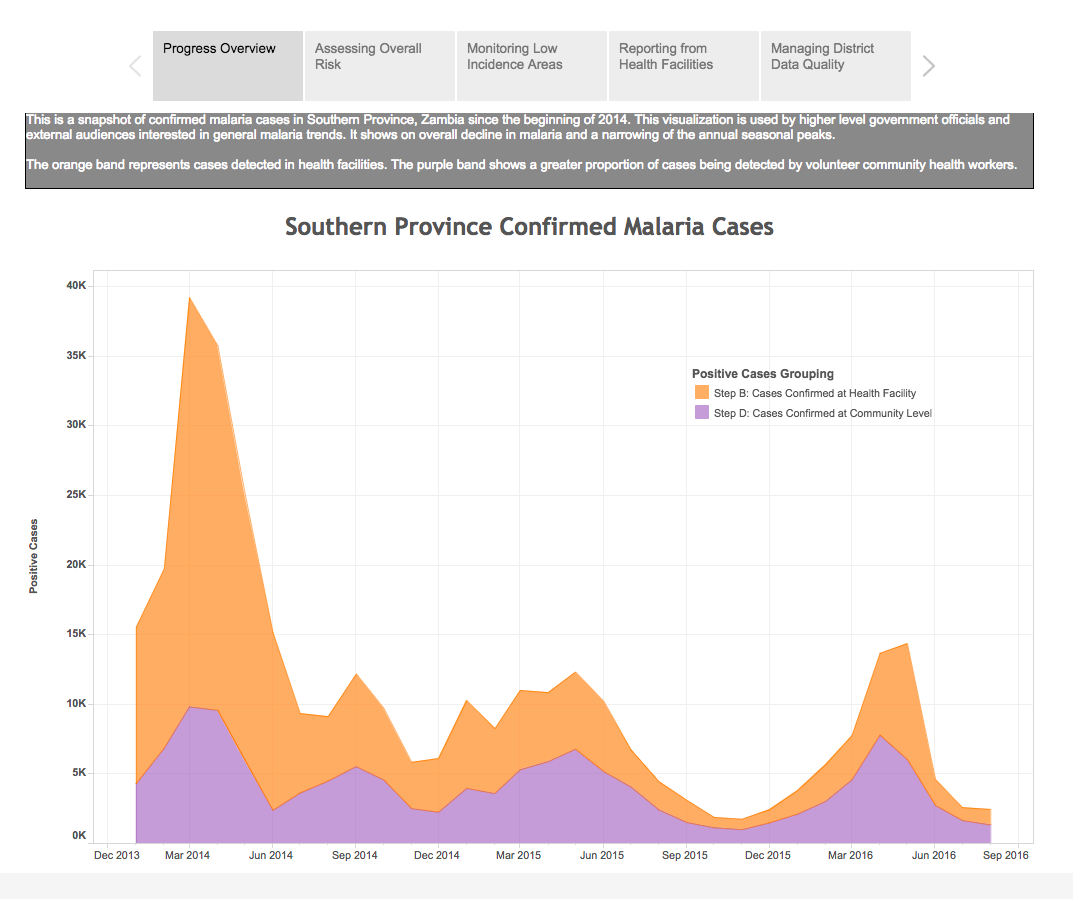 Progress Overview
Assessing Overall
Risk
Monitoring Low
Incidence Areas
Reporting from
Health Facilities
Managing District
Data Quality
This is a snapshot of confirmed malaria cases in Southern Province, Zambia since the beginning of 2014. This visualization is used by higher level government officials and
external audiences interested in general malaria trends. It shows on overall decline in malaria and a narrowing of the annual seasonal peaks.
The orange band represents cases detected in health facilities. The purple band shows a greater proportion of cases being detected by volunteer community health workers.
Southern Province Confirmed Malaria Cases
40K
35K
30K
25K
20K
15K
10K
5K
0K
Positive Cases
Positive Cases Grouping
Step B: Cases Confirmed at Health Facility
Step D: Cases Confirmed at Community Level
Dec 2013 Mar 2014 Jun 2014 Sep 2014 Dec 2014 Mar 2015 Jun 2015 Sep 2015 Dec 2015 Mar 2016 Jun 2016 Sep 2016